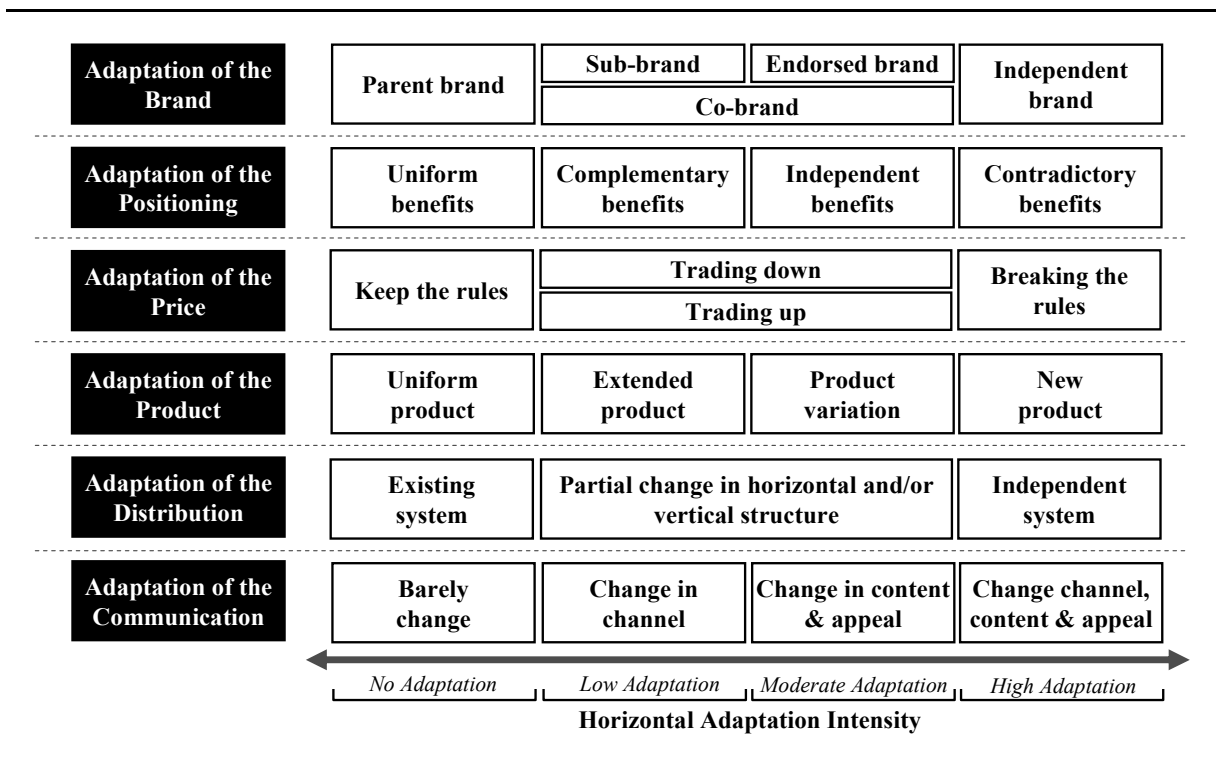 Adaptation of the
Brand
Parent brand
Sub-brand
Endorsed brand
Co-brand
Independent
brand
Adaptation of the
Positioning
Uniform
benefits
Complementary
benefits
Independent
benefits
Contradictory
benefits
Adaptation of the
Price
Keep the rules
Trading down
Trading up
Breaking the
rules
Adaptation of the
Product
Uniform
product
Extended
product
Product
variation
New
product
Adaptation of the
Distribution
Existing
system
Partial change in horizontal and/or
vertical structure
Independent
system
Adaptation of the
Communication
Barely
change
Change in
channel
Change in content
& appeal
Change channel,
content & appeal
No Adaptation
Low Adaptation
Moderate Adaptation
High Adaptation
Horizontal Adaptation Intensity